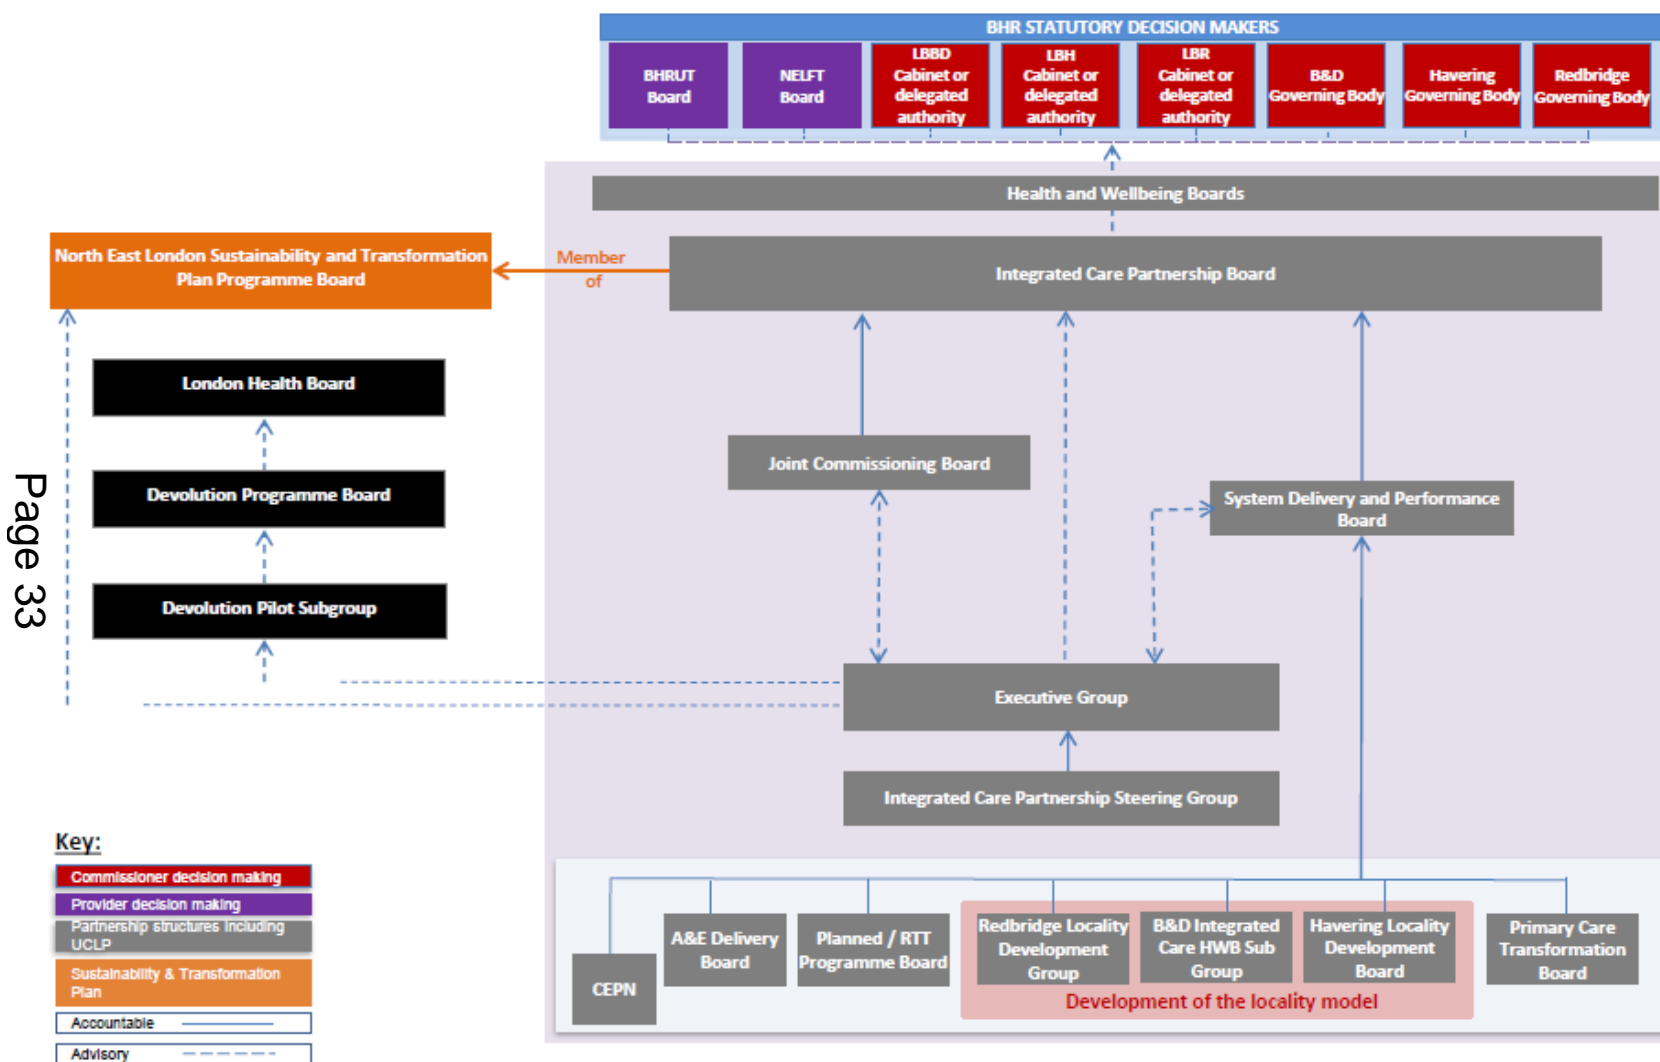 BHR STATUTORY DECISION MAKERS
BHRUT
Board
NELFT
Board
LBBD
Cabinet or
delegated
authority
LBH
Cabinet or
delegated
authority
LBR
Cabinet or
delegated
authority
B&D
Governing Body
Havering
Governing Body
Redbridge
Governing Body
Health and Wellbeing Boards
North East London Sustainability and Transformation
Plan Programme Board
Member
of
Integrated Care Partnership Board
London Health Board
Joint Commissioning Board
Devolution Programme Board
System Delivery and Performance
Board
Devolution Pilot Subgroup
Page 33
Executive Group
Integrated Care Partnership Steering Group
CEPN
A&E Delivery
Board
Planned / RTT
Programme Board
Redbridge Locality
Development
Group
B&D Integrated
Care HWB Sub
Group
Havering Locality
Development
Board
Primary Care
Transformation
Board
Development of the locality model
Key:
Commissioner decision making
Provider decision making
Partnership structures including
UCLP
Sustainability & Transformation
Plan
Accountable
Advisory